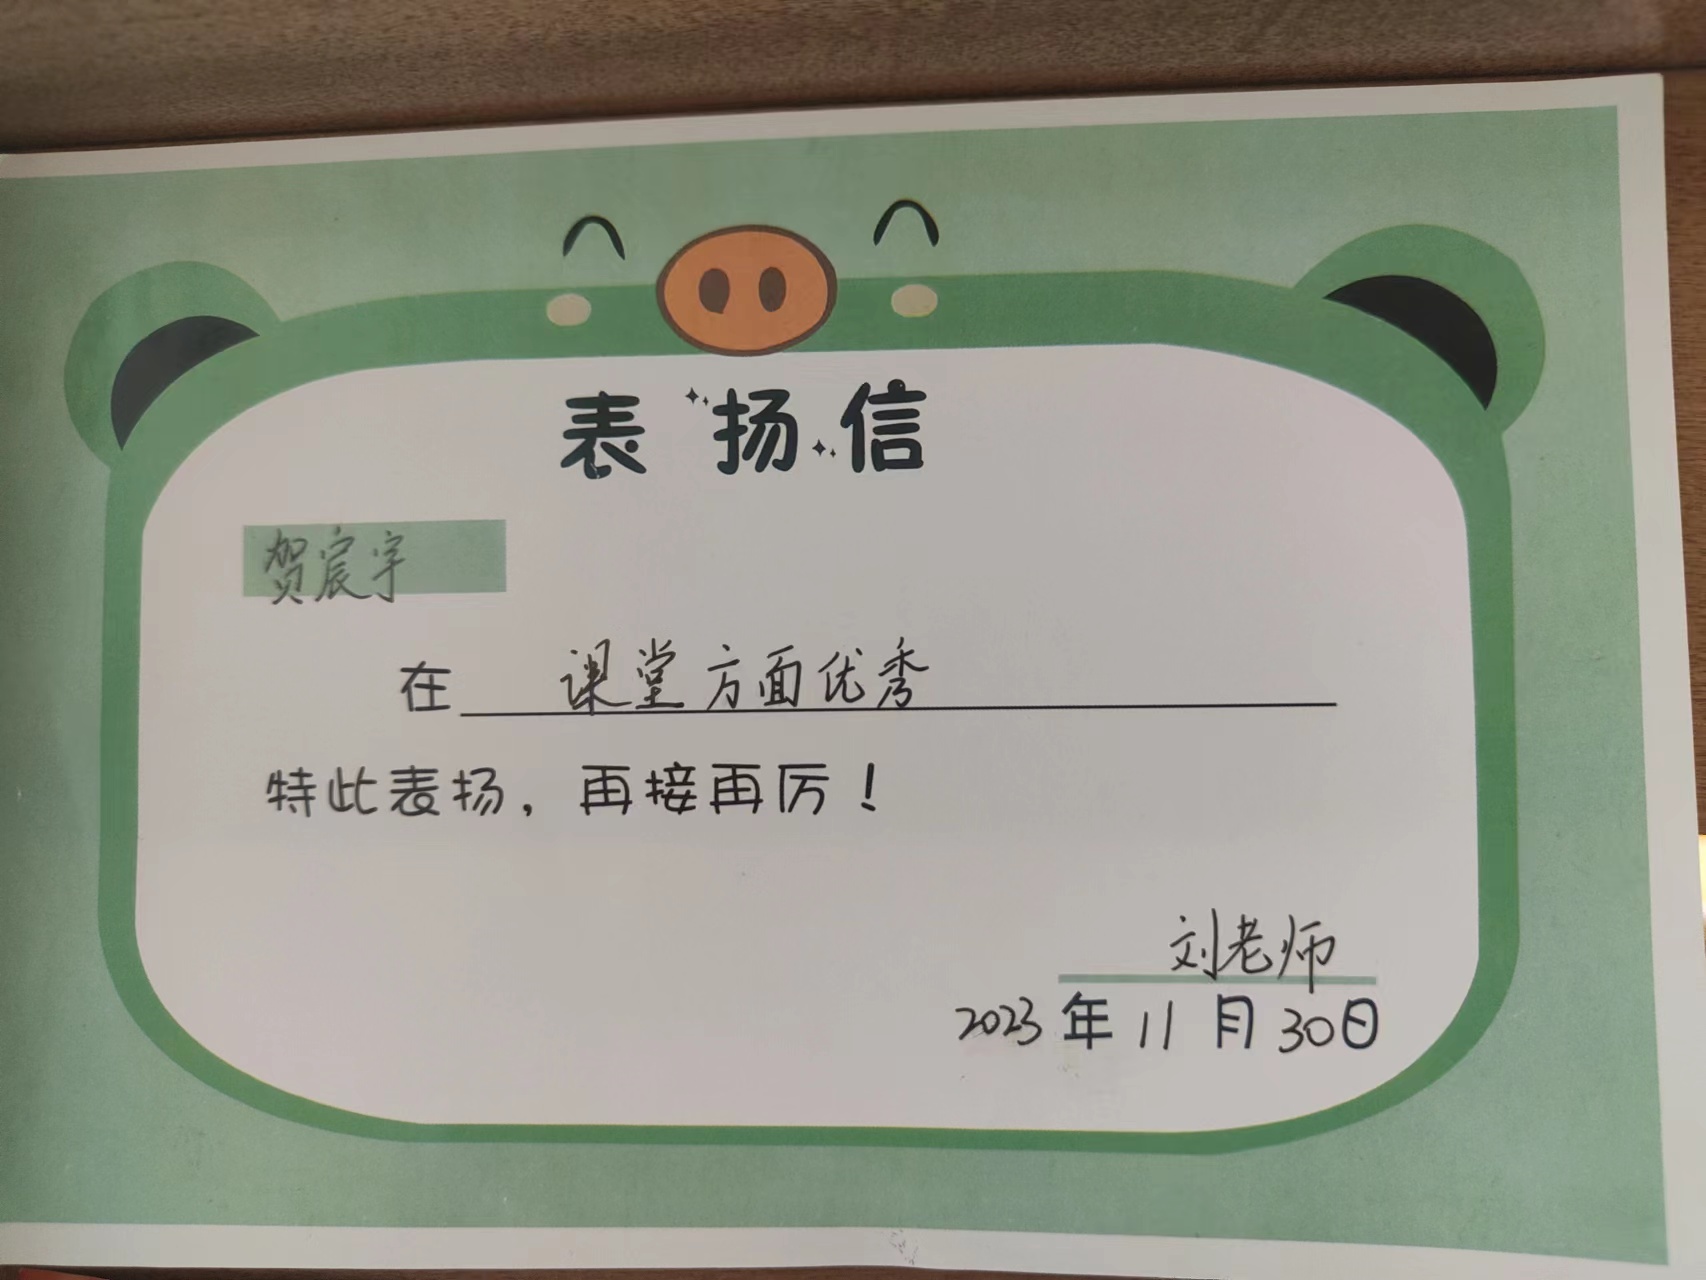 表扬信
贺宸宇
在 课堂方面优秀
特此表扬，再接再厉！
刘老师
2023年11月30日